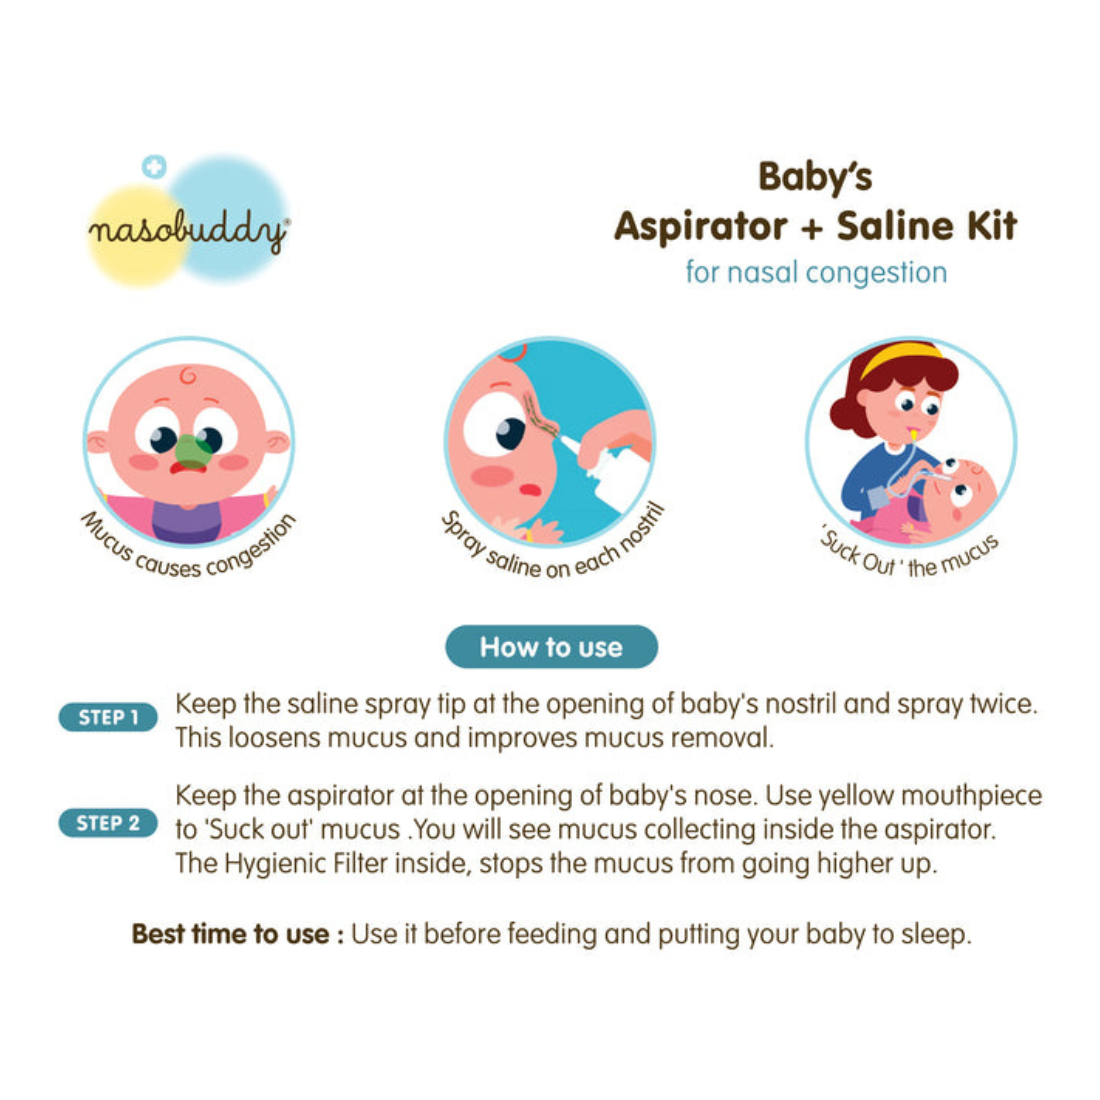 nasobuddy®
Baby's
Aspirator + Saline Kit
for nasal congestion
Mucus causes congestion
Spray saline on each nostril
'Suck Out' the mucus
How to use
STEP 1
Keep the saline spray tip at the opening of baby's nostril and spray twice.
This loosens mucus and improves mucus removal.
STEP 2
Keep the aspirator at the opening of baby's nose. Use yellow mouthpiece
to 'Suck out' mucus .You will see mucus collecting inside the aspirator.
The Hygienic Filter inside, stops the mucus from going higher up.
Best time to use : Use it before feeding and putting your baby to sleep.